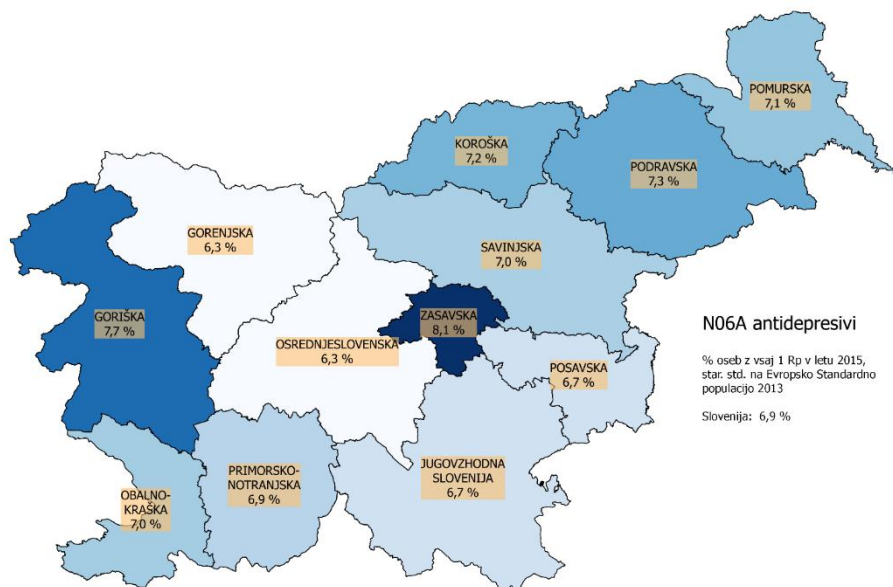 POMURSKA
7,1 %
KOROŠKA
7,2 %
PODRAVSKA
7,3 %
GORENJSKA
6,3 %
SAVINJSKA
7,0 %
GORIŠKA
7,7 %
ZASAVSKA
8,1 %
OSREDNJESLOVENSKA
6,3 %
POSAVSKA
6,7 %
JUGOVZHODNA
SLOVENIJA
6,7 %
PRIMORSKO-
NOTRANJSKA
6,9 %
OBALNO-
KRAŠKA
7,0 %
N06A antidepresivi
% oseb z vsaj 1 Rp v letu 2015,
star. std. na Evropsko Standardno
populacijo 2013
Slovenija: 6,9 %